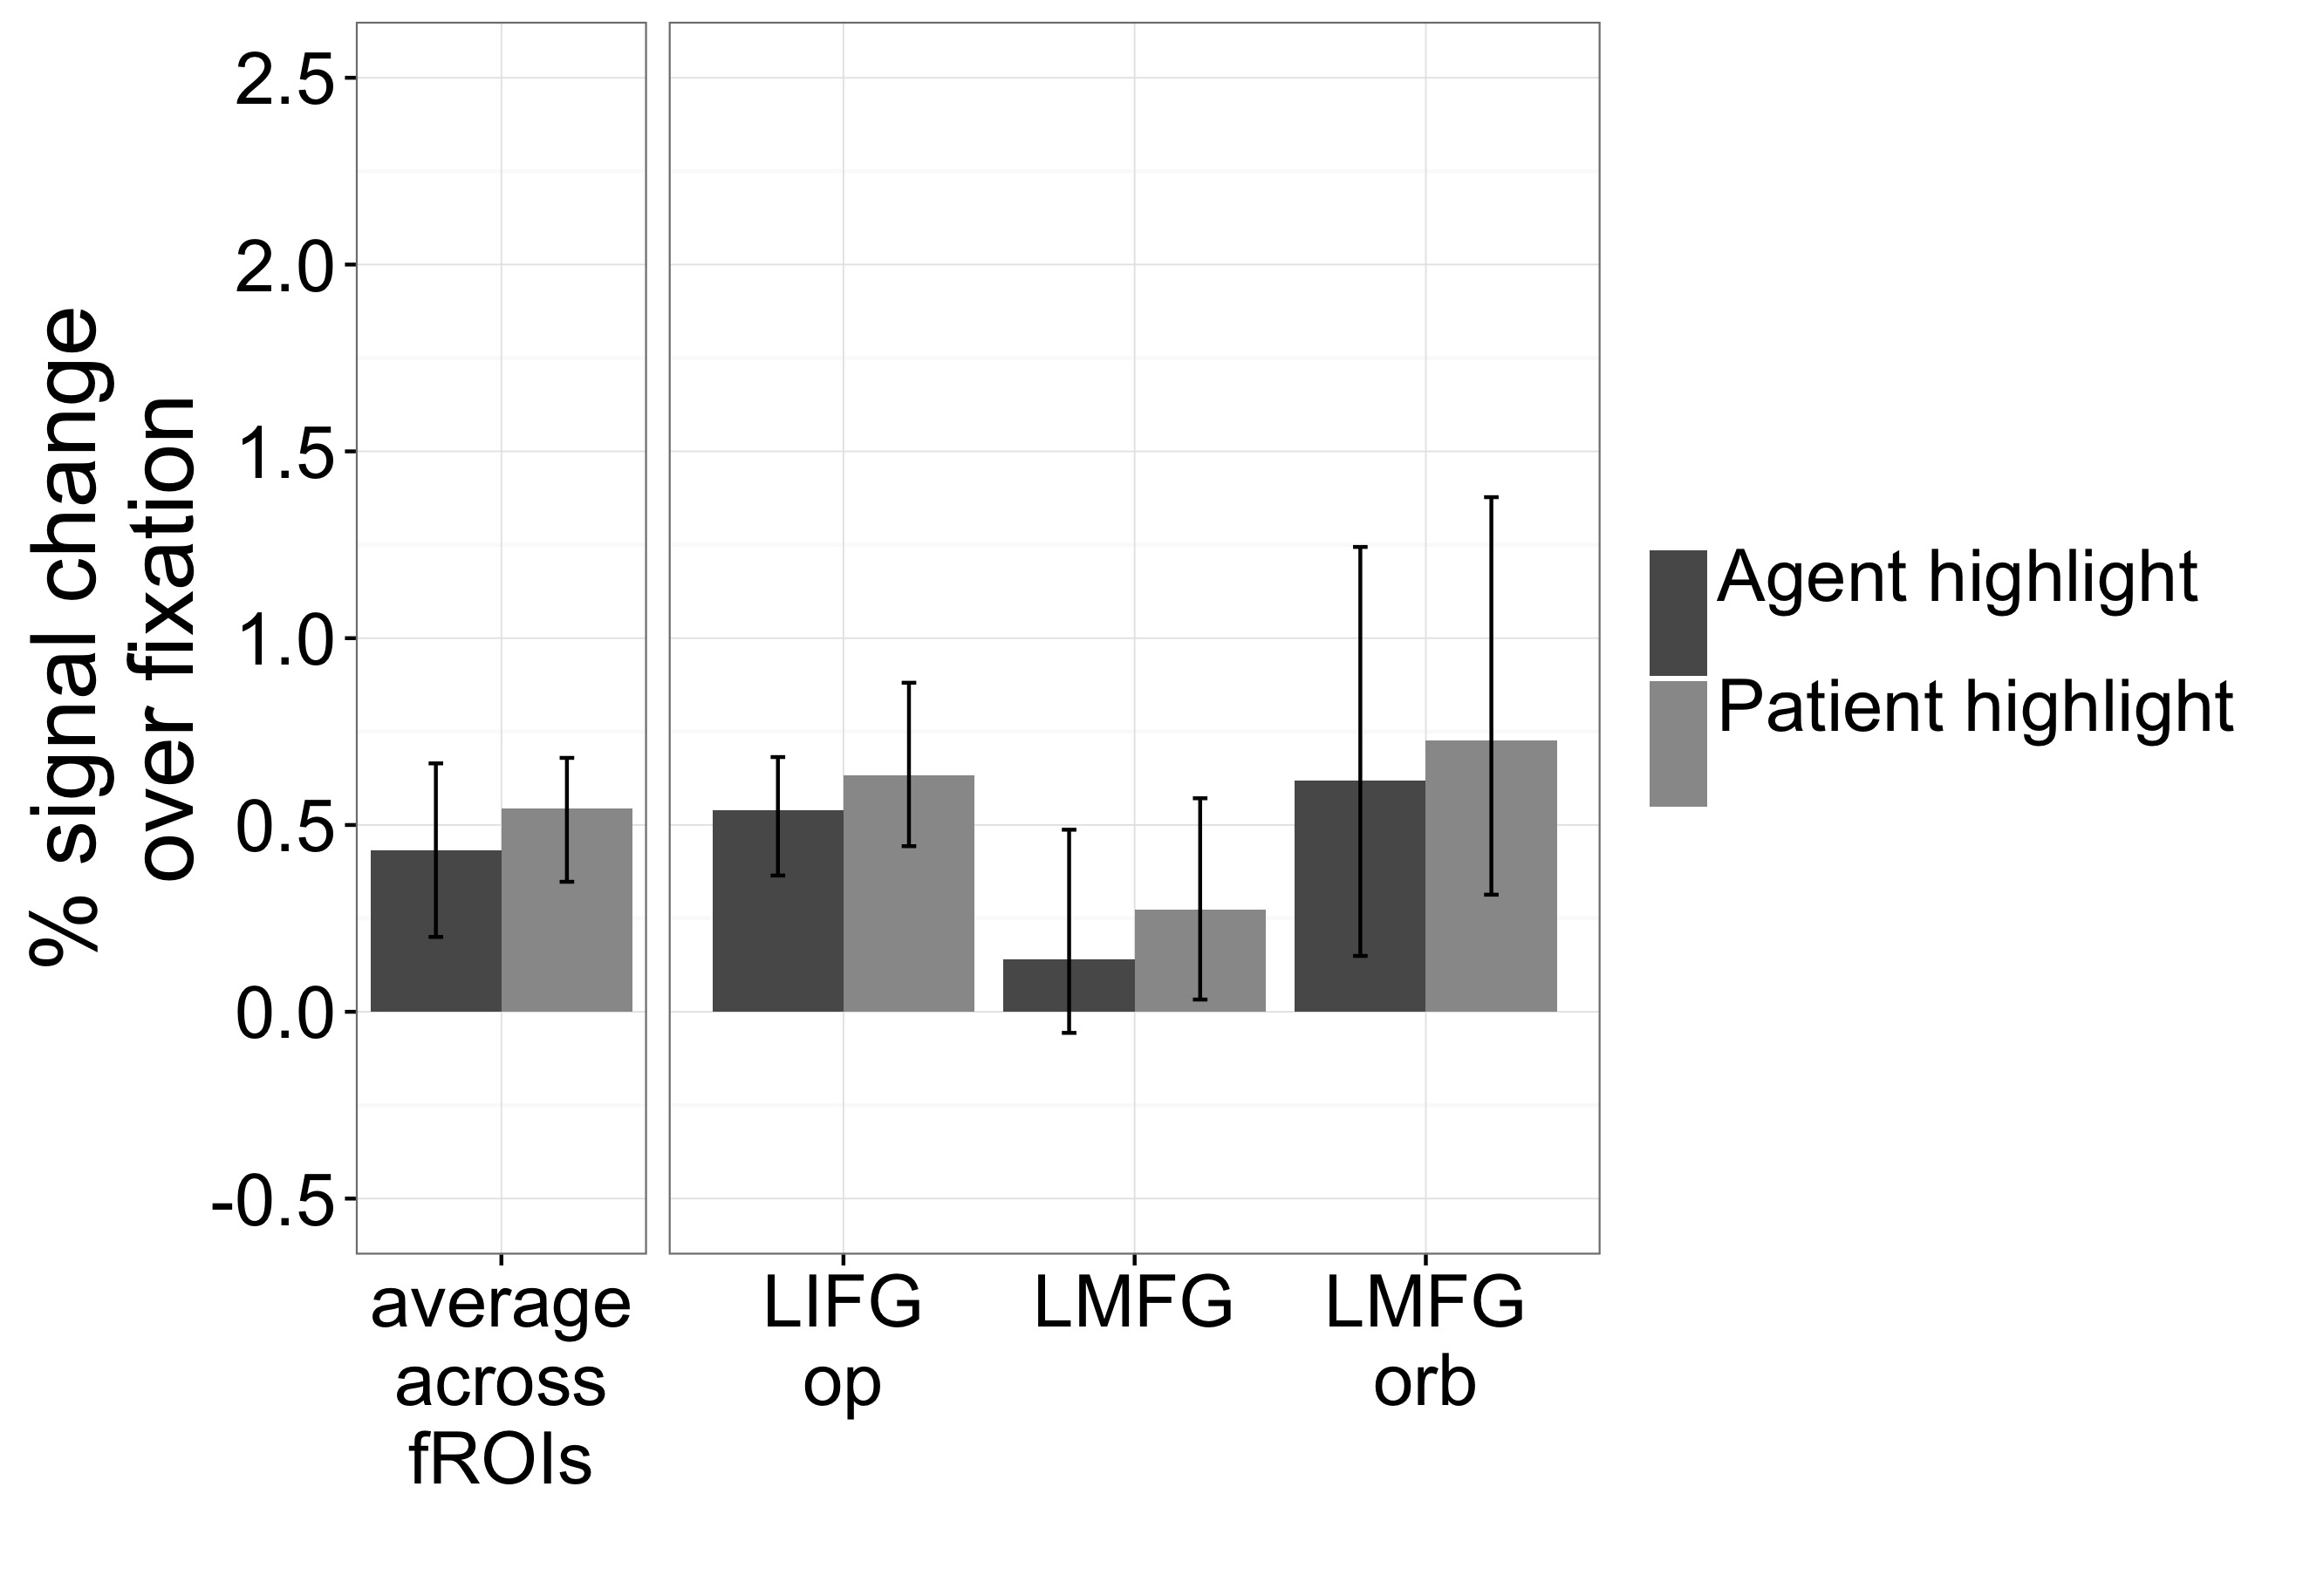 % signal change
over fixation
2.5
2.0
1.5
1.0
0.5
0.0
-0.5
average
across
fROIs
LIFG
op
LMFG
LMFG
orb
Agent highlight
Patient highlight